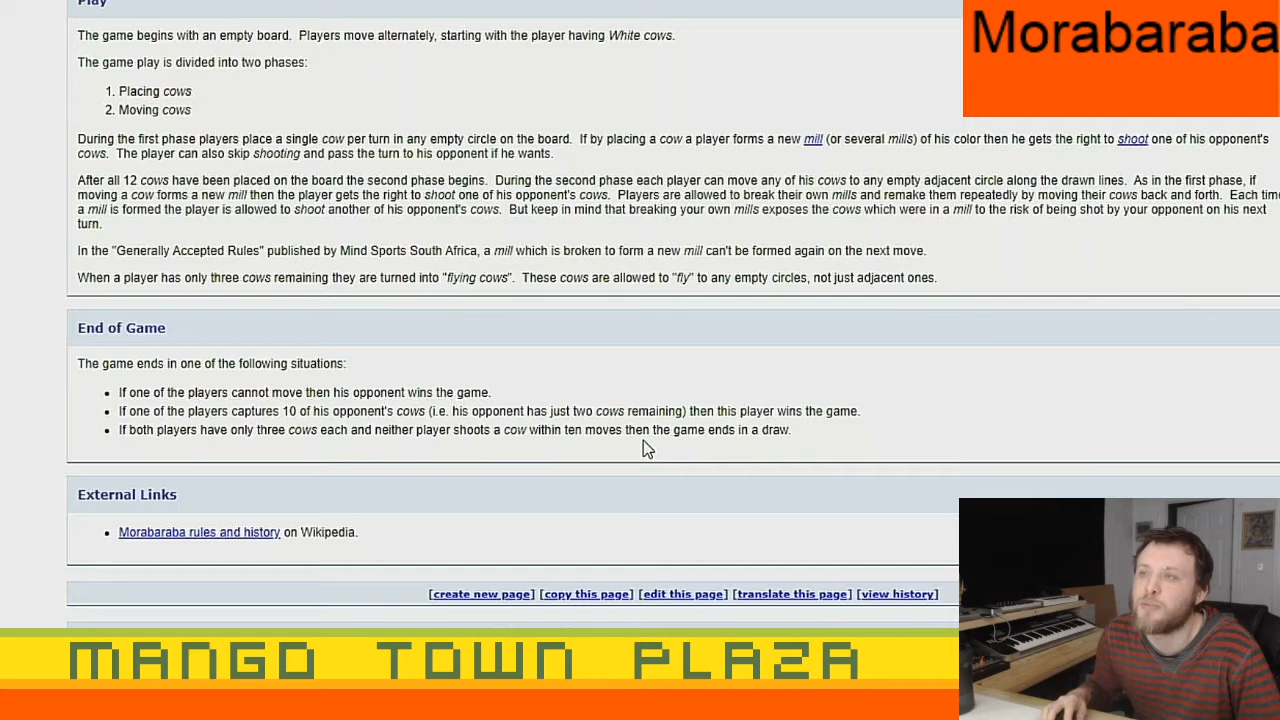 Play
Morabaraba
The game begins with an empty board. Players move alternately, starting with the player having White cows.
The game play is divided into two phases:
1. Placing cows
2. Moving cows
During the first phase players place a single cow per turn in any empty circle on the board. If by placing a cow a player forms a new mill (or several mills) of his color then he gets the right to shoot one of his opponent's
cows. The player can also skip shooting and pass the turn to his opponent if he wants.
After all 12 cows have been placed on the board the second phase begins. During the second phase each player can move any of his cows to any empty adjacent circle along the drawn lines. As in the first phase, if
moving a cow forms a new mill then the player gets the right to shoot one of his opponent's cows. Players are allowed to break their own mills and remake them repeatedly by moving their cows back and forth. Each time
a mill is formed the player is allowed to shoot another of his opponent's cows. But keep in mind that breaking your own mills exposes the cows which were in a mill to the risk of being shot by your opponent on his next
turn.
In the "Generally Accepted Rules" published by Mind Sports South Africa, a mill which is broken to form a new mill can't be formed again on the next move.
When a player has only three cows remaining they are turned into "flying cows". These cows are allowed to "fly" to any empty circles, not just adjacent ones.
End of Game
The game ends in one of the following situations:
• If one of the players cannot move then his opponent wins the game.
• If one of the players captures 10 of his opponent's cows (i.e. his opponent has just two cows remaining) then this player wins the game.
• If both players have only three cows each and neither player shoots a cow within ten moves then the game ends in a draw.
External Links
• Morabaraba rules and history on Wikipedia.
[create new page] [copy this page] [edit this page] [translate this page] [view history]
MANGO TOWN PLAZA